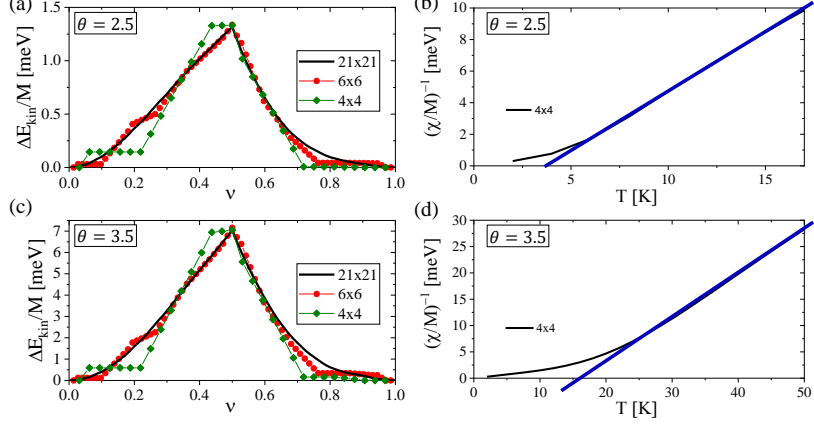 (a)
θ = 2.5
ΔE_kin/M [meV]
1.5
1.0
0.5
0.0
21x21
6x6
4x4
0.0 0.2 0.4 0.6 0.8 1.0
ν
(b)
θ = 2.5
(χ/M)⁻¹ [meV]
10
8
6
4
2
0
4x4
0 5 10 15
T [K]
(c)
θ = 3.5
ΔE_kin/M [meV]
7
6
5
4
3
2
1
0
21x21
6x6
4x4
0.0 0.2 0.4 0.6 0.8 1.0
ν
(d)
θ = 3.5
(χ/M)⁻¹ [meV]
30
25
20
15
10
5
0
4x4
0 10 20 30 40 50
T [K]